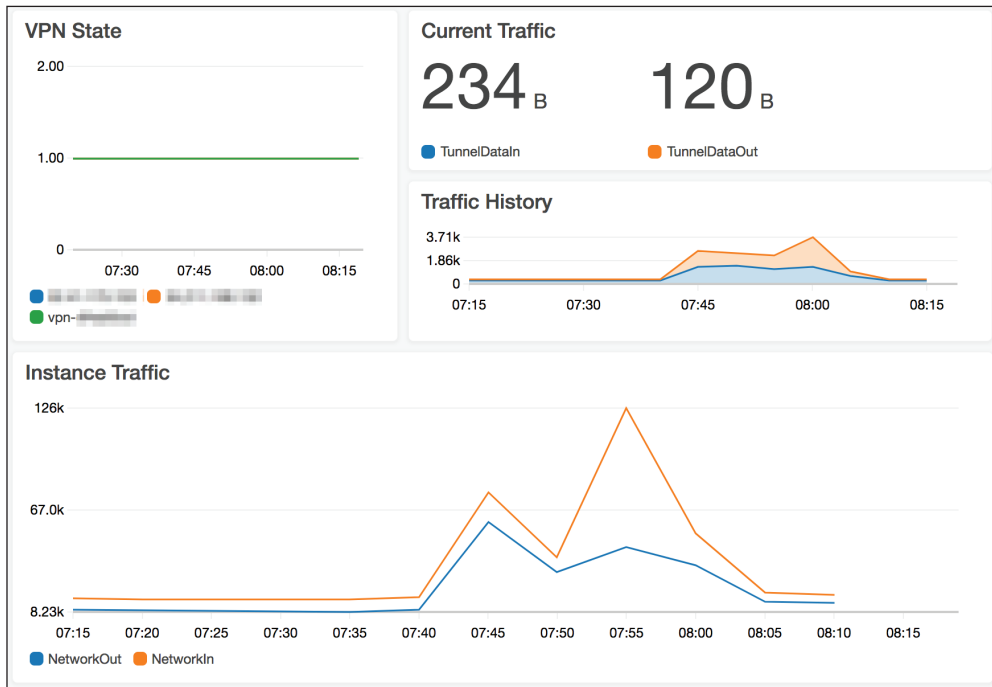 VPN State
2.00
1.00
0
07:30 07:45 08:00 08:15
vpn-
Current Traffic
234 B 120 B
TunnelDataIn TunnelDataOut
Traffic History
3.71k
1.86k
0
07:15 07:30 07:45 08:00 08:15
Instance Traffic
126k
67.0k
8.23k
07:15 07:20 07:25 07:30 07:35 07:40 07:45 07:50 07:55 08:00 08:05 08:10 08:15
NetworkOut NetworkIn